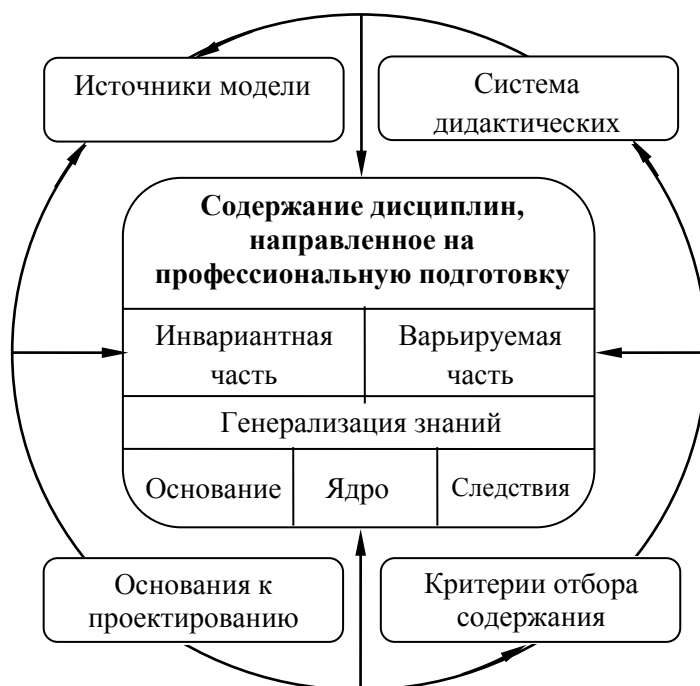 Источники модели
Система
дидактических
Содержание дисциплин,
направленное на
профессиональную подготовку
Инвариантная
часть
Варьируемая
часть
Генерализация знаний
Основание
Ядро
Следствия
Основания к
проектированию
Критерии отбора
содержания